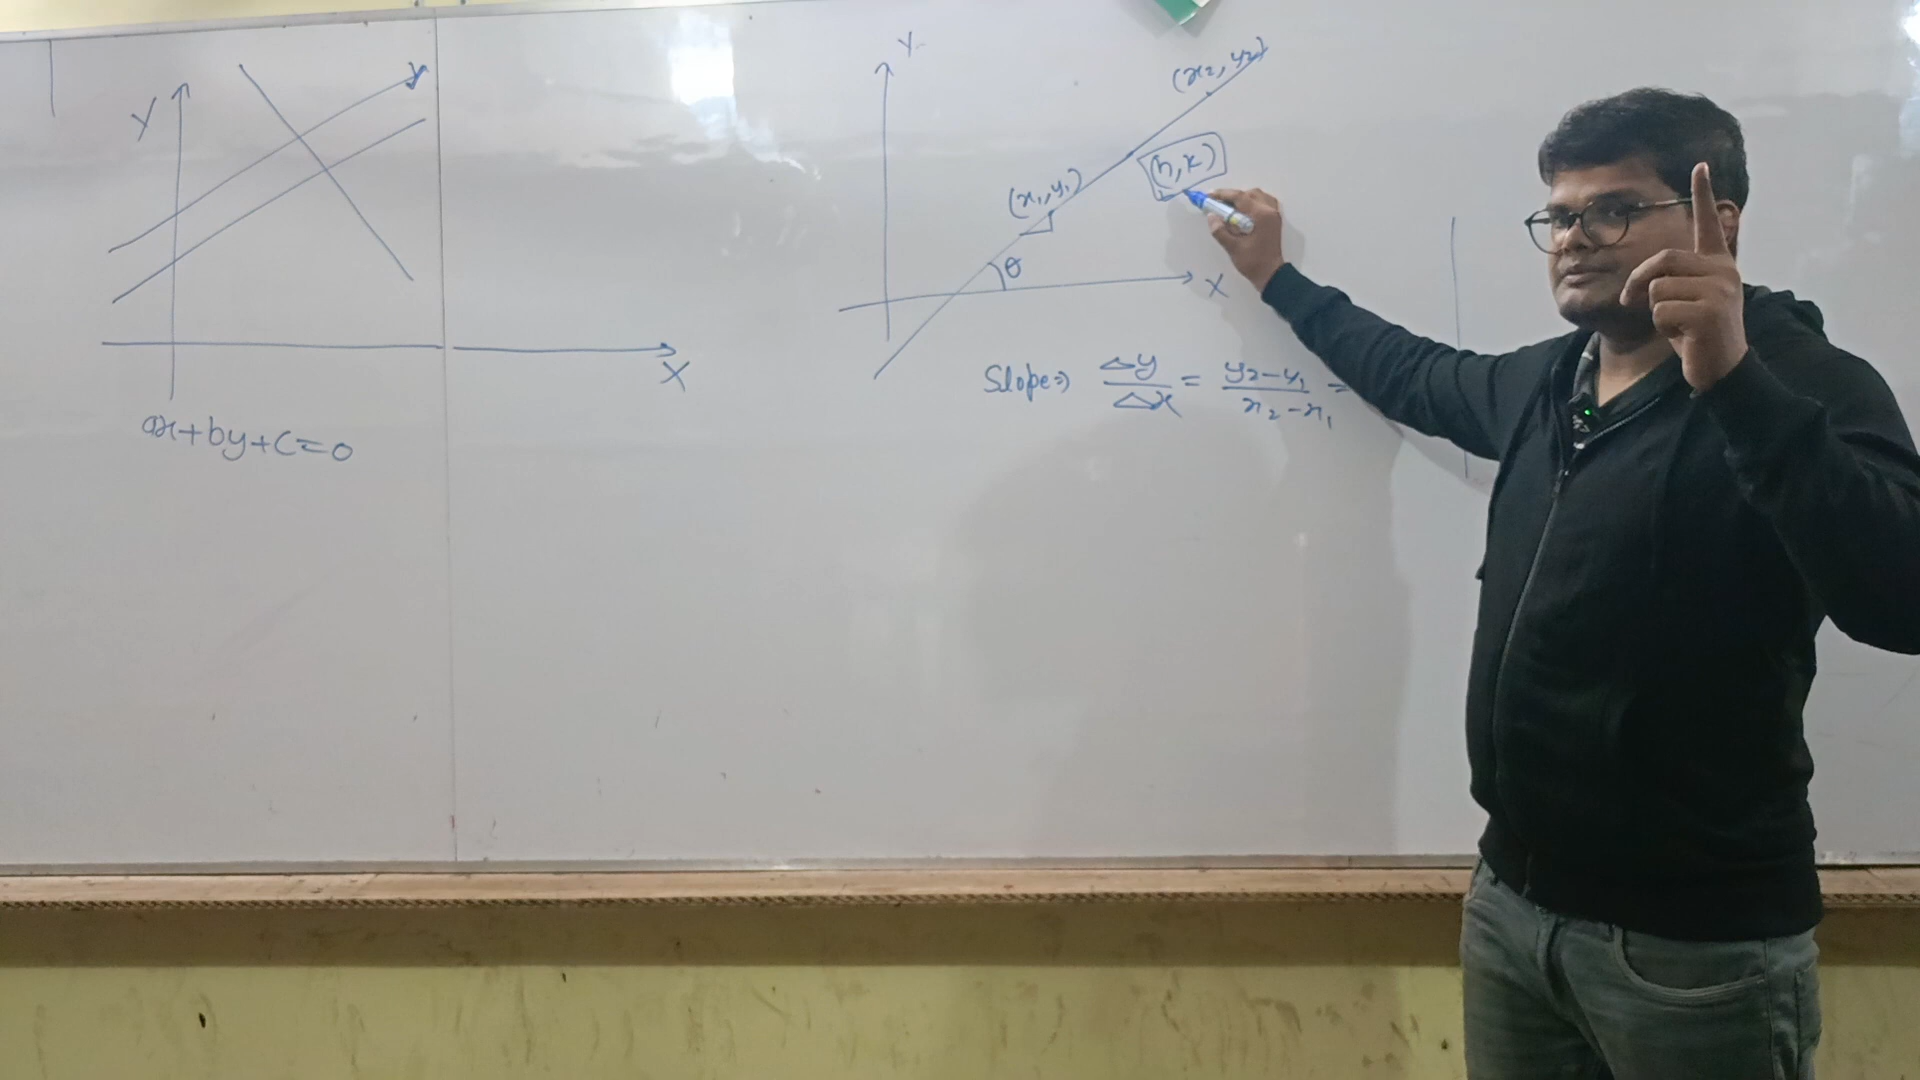 Y
X
ax+by+c=0
Y
(x2, y2)
(h,k)
(x1, y1)
θ
X
Slope⇒ Δy/Δx = y2-y1/x2-x1 =